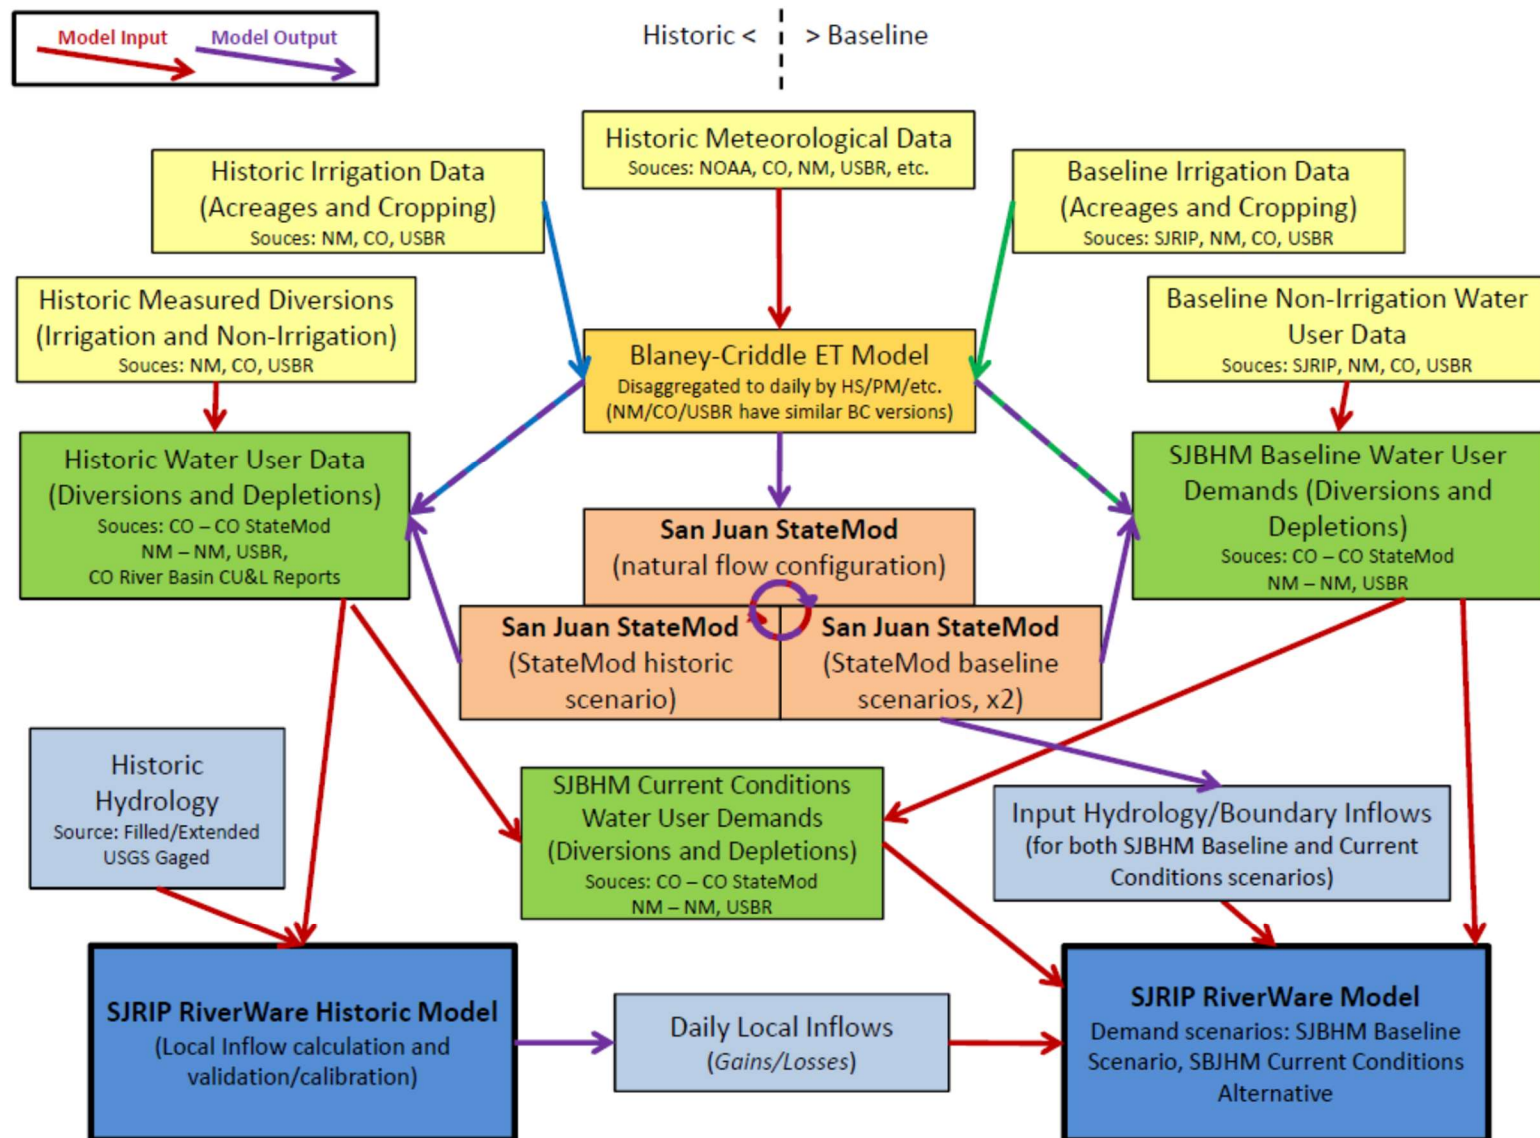 Model Input
Model Output
Historic <
> Baseline
Historic Meteorological Data
Souces: NOAA, CO, NM, USBR, etc.
Historic Irrigation Data
(Acreages and Cropping)
Souces: NM, CO, USBR
Baseline Irrigation Data
(Acreages and Cropping)
Souces: SJRIP, NM, CO, USBR
Historic Measured Diversions
(Irrigation and Non-Irrigation)
Souces: NM, CO, USBR
Blaney-Criddle ET Model
Disaggregated to daily by HS/PM/etc.
(NM/CO/USBR have similar BC versions)
Baseline Non-Irrigation Water
User Data
Souces: SJRIP, NM, CO, USBR
Historic Water User Data
(Diversions and Depletions)
Souces: CO – CO StateMod
NM – NM, USBR,
CO River Basin CU&L Reports
San Juan StateMod
(natural flow configuration)
SJBHM Baseline Water User
Demands (Diversions and
Depletions)
Souces: CO – CO StateMod
NM – NM, USBR
San Juan StateMod
(StateMod historic
scenario)
San Juan StateMod
(StateMod baseline
scenarios, x2)
Historic
Hydrology
Source: Filled/Extended
USGS Gaged
SJBHM Current Conditions
Water User Demands
(Diversions and Depletions)
Souces: CO – CO StateMod
NM – NM, USBR
Input Hydrology/Boundary Inflows
(for both SJBHM Baseline and Current
Conditions scenarios)
SJRIP RiverWare Historic Model
(Local Inflow calculation and
validation/calibration)
Daily Local Inflows
(Gains/Losses)
SJRIP RiverWare Model
Demand scenarios: SJBHM Baseline
Scenario, SBJHM Current Conditions
Alternative